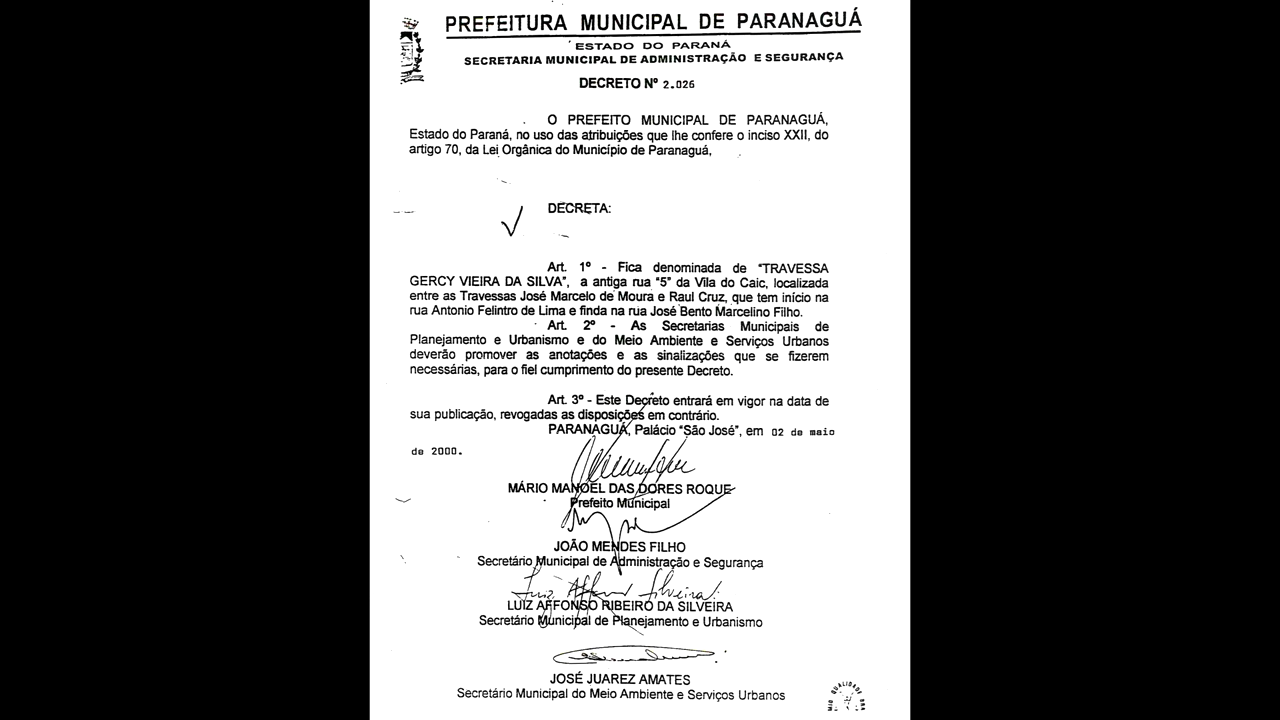 PREFEITURA MUNICIPAL DE PARANAGUÁ
ESTADO DO PARANÁ
SECRETARIA MUNICIPAL DE ADMINISTRAÇÃO E SEGURANÇA
DECRETO Nº 2.026
O PREFEITO MUNICIPAL DE PARANAGUÁ,
Estado do Paraná, no uso das atribuições que lhe confere o inciso XXII, do
artigo 70, da Lei Orgânica do Município de Paranaguá,
DECRETA:
Art. 1º - Fica denominada de "TRAVESSA
GERCY VIEIRA DA SILVA", a antiga rua "5" da Vila do Caic, localizada
entre as Travessas José Marcelo de Moura e Raul Cruz, que tem início na
rua Antonio Felintro de Lima e finda na rua José Bento Marcelino Filho.
Art. 2º - As Secretarias Municipais de
Planejamento e Urbanismo e do Meio Ambiente e Serviços Urbanos
deverão promover as anotações e as sinalizações que se fizerem
necessárias, para o fiel cumprimento do presente Decreto.
Art. 3º - Este Decreto entrará em vigor na data de
sua publicação, revogadas as disposições em contrário.
PARANAGUÁ, Palácio "São José", em 02 de maio
de 2000.
MÁRIO MANOEL DAS DORES ROQUE
Prefeito Municipal
JOÃO MENDES FILHO
Secretário Municipal de Administração e Segurança
Luiz Affonso Silveira
LUIZ AFFONSO RIBEIRO DA SILVEIRA
Secretário Municipal de Planejamento e Urbanismo
JOSÉ JUAREZ AMATES
Secretário Municipal do Meio Ambiente e Serviços Urbanos
QUALIDADE